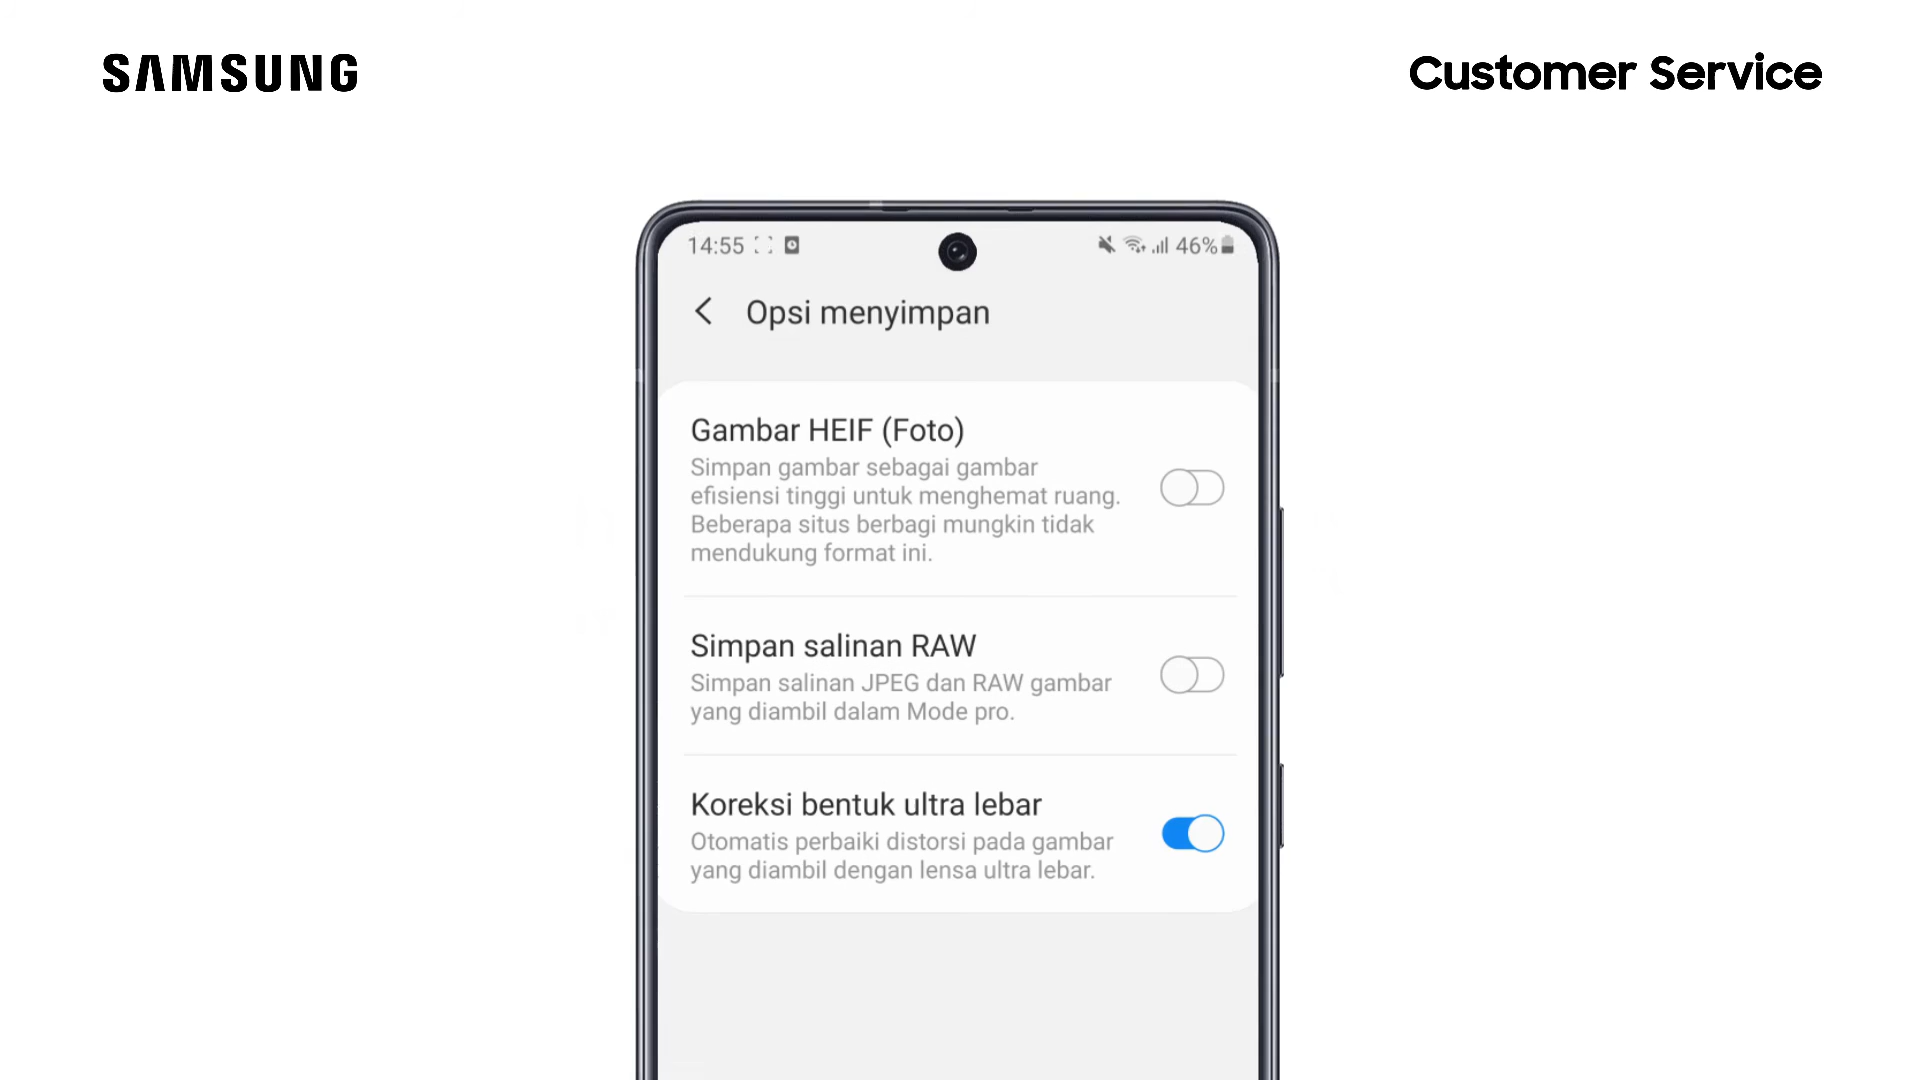 SAMSUNG
Customer Service
14:55
46%
Opsi menyimpan
Gambar HEIF (Foto)
Simpan gambar sebagai gambar
efisiensi tinggi untuk menghemat ruang.
Beberapa situs berbagi mungkin tidak
mendukung format ini.
Simpan salinan RAW
Simpan salinan JPEG dan RAW gambar
yang diambil dalam Mode pro.
Koreksi bentuk ultra lebar
Otomatis perbaiki distorsi pada gambar
yang diambil dengan lensa ultra lebar.